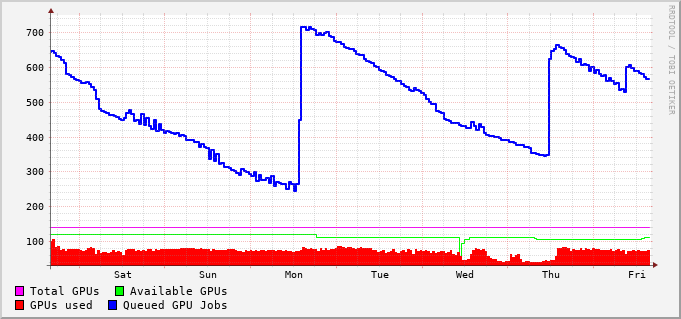 700
600
500
400
300
200
100
Sat Sun Mon Tue Wed Thu Fri
Total GPUs Available GPUs
GPUs used Queued GPU Jobs
RRDTOOL / TOBI OETIKER